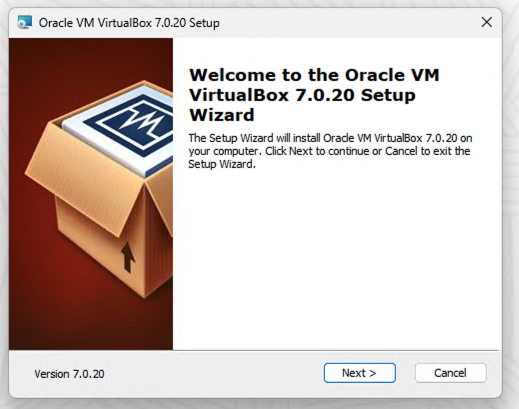 Oracle VM VirtualBox 7.0.20 Setup
Welcome to the Oracle VM
VirtualBox 7.0.20 Setup
Wizard
The Setup Wizard will install Oracle VM VirtualBox 7.0.20 on
your computer. Click Next to continue or Cancel to exit the
Setup Wizard.
Version 7.0.20
Next >
Cancel